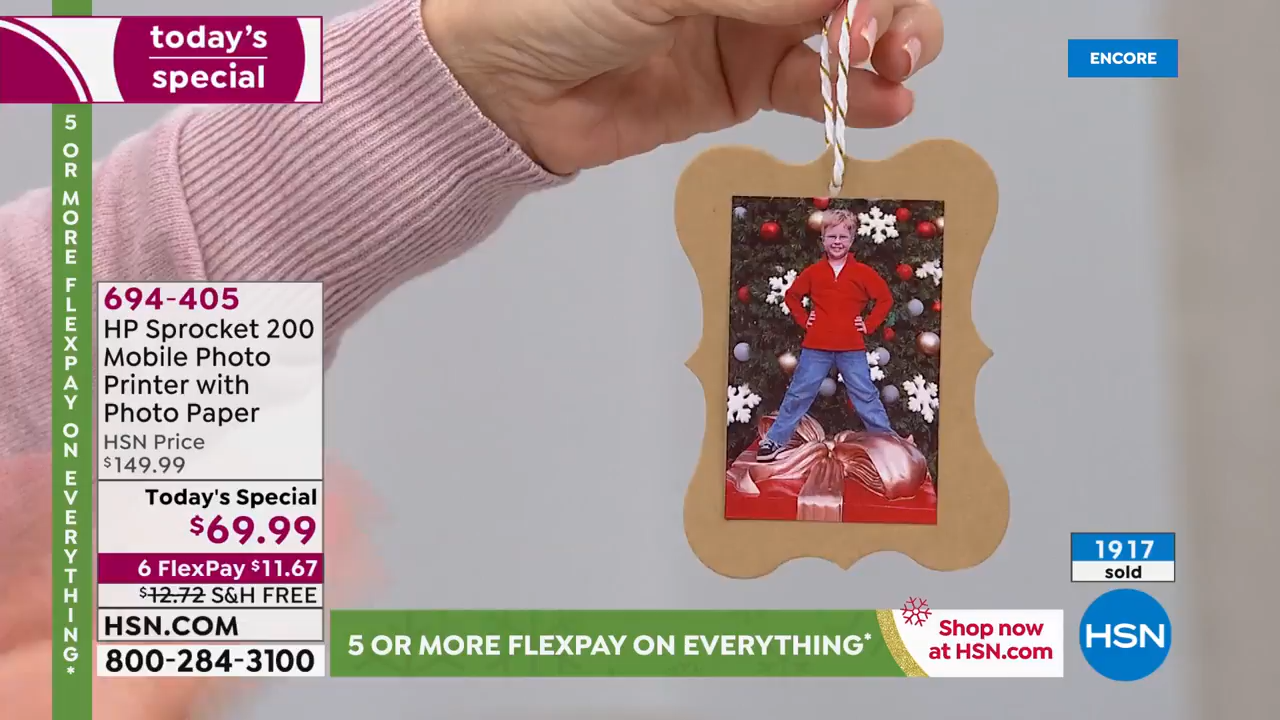 today's
special
ENCORE
5 OR MORE FLEXPAY ON EVERYTHING*
694-405
HP Sprocket 200
Mobile Photo
Printer with
Photo Paper
HSN Price
$149.99
Today's Special
$69.99
6 FlexPay $11.67
$12.72 S&H FREE
HSN.COM
800-284-3100
5 OR MORE FLEXPAY ON EVERYTHING*
Shop now
at HSN.com
1917
sold
HSN